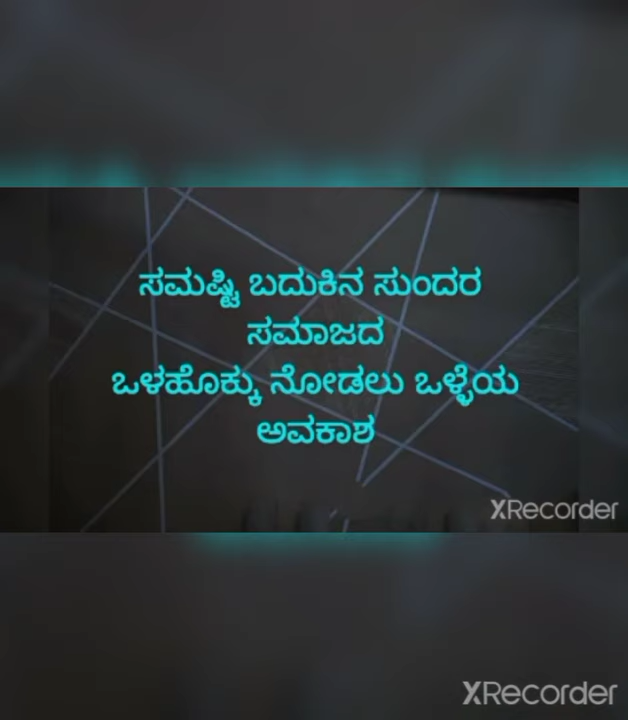 ಸಮಷ್ಟಿ ಬದುಕಿನ ಸುಂದರ
ಸಮಾಜದ
ಒಳಹೊಕ್ಕು ನೋಡಲು ಒಳ್ಳೆಯ
ಅವಕಾಶ
XRecorder
XRecorder